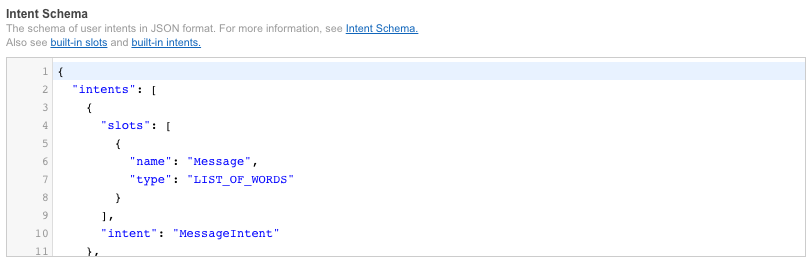 Intent Schema
The schema of user intents in JSON format. For more information, see Intent Schema.
Also see built-in slots and built-in intents.
1 {
2 "intents": [
3 {
4 "slots": [
5 {
6 "name": "Message",
7 "type": "LIST_OF_WORDS"
8 }
9 ],
10 "intent": "MessageIntent"
11 },